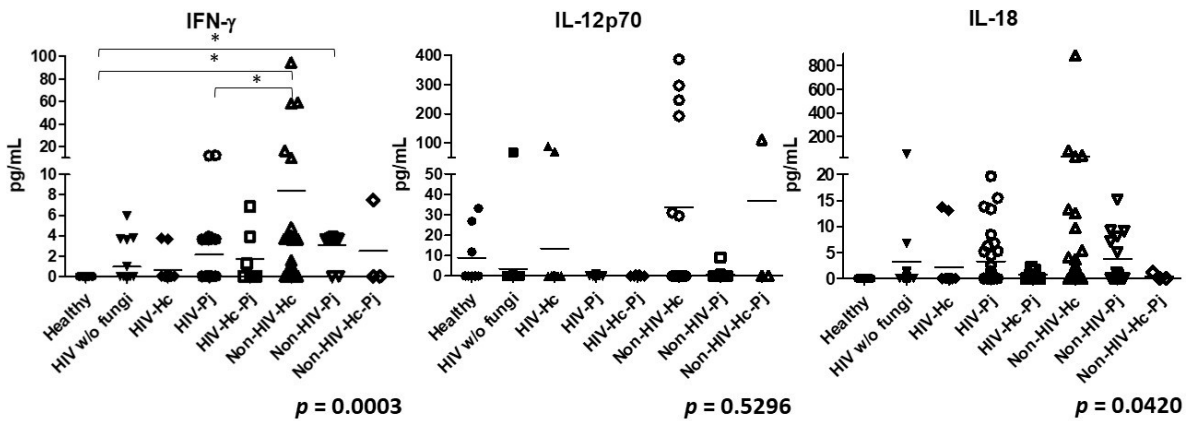 IFN-γ
*
*
*
pg/mL
100
80
60
40
20
10
8
6
4
2
0
Healthy
HIV w/o fungi
HIV-Hc
HIV-Pj
HIV-Hc-Pj
Non-HIV-Hc
Non-HIV-Pj
Non-HIV-Hc-Pj
p = 0.0003
IL-12p70
pg/mL
400
300
200
100
50
40
30
20
10
0
Healthy
HIV w/o fungi
HIV-Hc
HIV-Pj
HIV-Hc-Pj
Non-HIV-Hc
Non-HIV-Pj
Non-HIV-Hc-Pj
p = 0.5296
IL-18
pg/mL
800
600
400
200
20
15
10
5
0
Healthy
HIV w/o fungi
HIV-Hc
HIV-Pj
HIV-Hc-Pj
Non-HIV-Hc
Non-HIV-Pj
Non-HIV-Hc-Pj
p = 0.0420